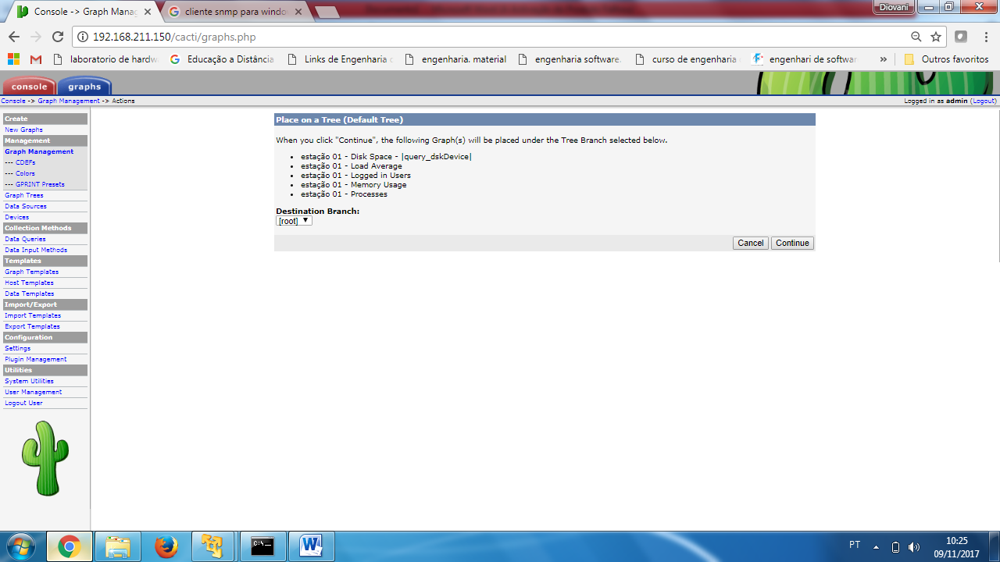 Console -> Graph Manag
cliente snmp para windo
Diovani
192.168.211.150/cacti/graphs.php
laboratorio de hardw
Educação a Distância
Links de Engenharia
engenharia. material
engenharia software.
curso de engenharia
engenhari de softwar
»
Outros favoritos
console
graphs
Console -> Graph Management -> Actions
Logged in as admin (Logout)
Create
New Graphs
Management
Graph Management
--- CDEFs
--- Colors
--- GPRINT Presets
Graph Trees
Data Sources
Devices
Collection Methods
Data Queries
Data Input Methods
Templates
Graph Templates
Host Templates
Data Templates
Import/Export
Import Templates
Export Templates
Configuration
Settings
Plugin Management
Utilities
System Utilities
User Management
Logout User
Place on a Tree (Default Tree)
When you click "Continue", the following Graph(s) will be placed under the Tree Branch selected below.
• estação 01 - Disk Space - |query_dskDevice|
• estação 01 - Load Average
• estação 01 - Logged in Users
• estação 01 - Memory Usage
• estação 01 - Processes
Destination Branch:
[root]
Cancel
Continue
C:\
W
PT
10:25
09/11/2017